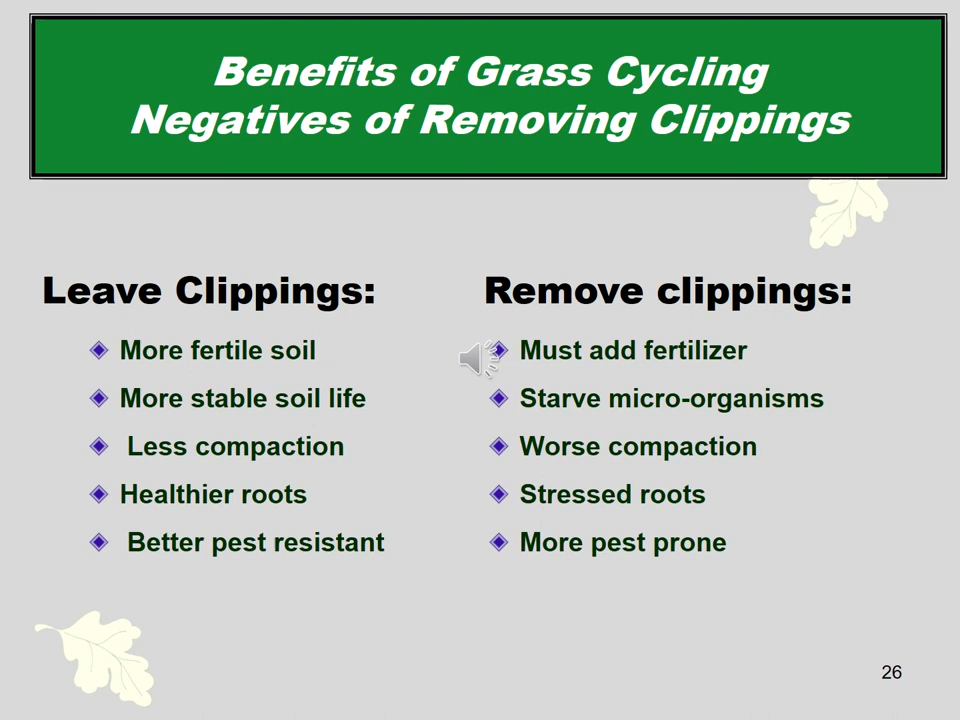 Benefits of Grass Cycling
Negatives of Removing Clippings
Leave Clippings:
More fertile soil
More stable soil life
Less compaction
Healthier roots
Better pest resistant
Remove clippings:
Must add fertilizer
Starve micro-organisms
Worse compaction
Stressed roots
More pest prone
26